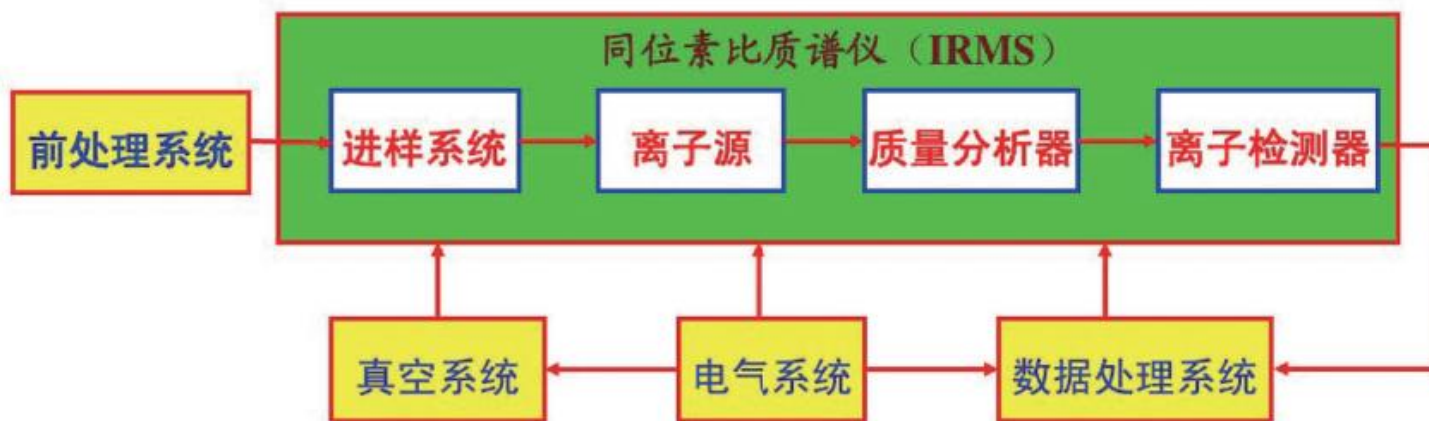 同位素比质谱仪（IRMS）
前处理系统
进样系统
离子源
质量分析器
离子检测器
真空系统
电气系统
数据处理系统